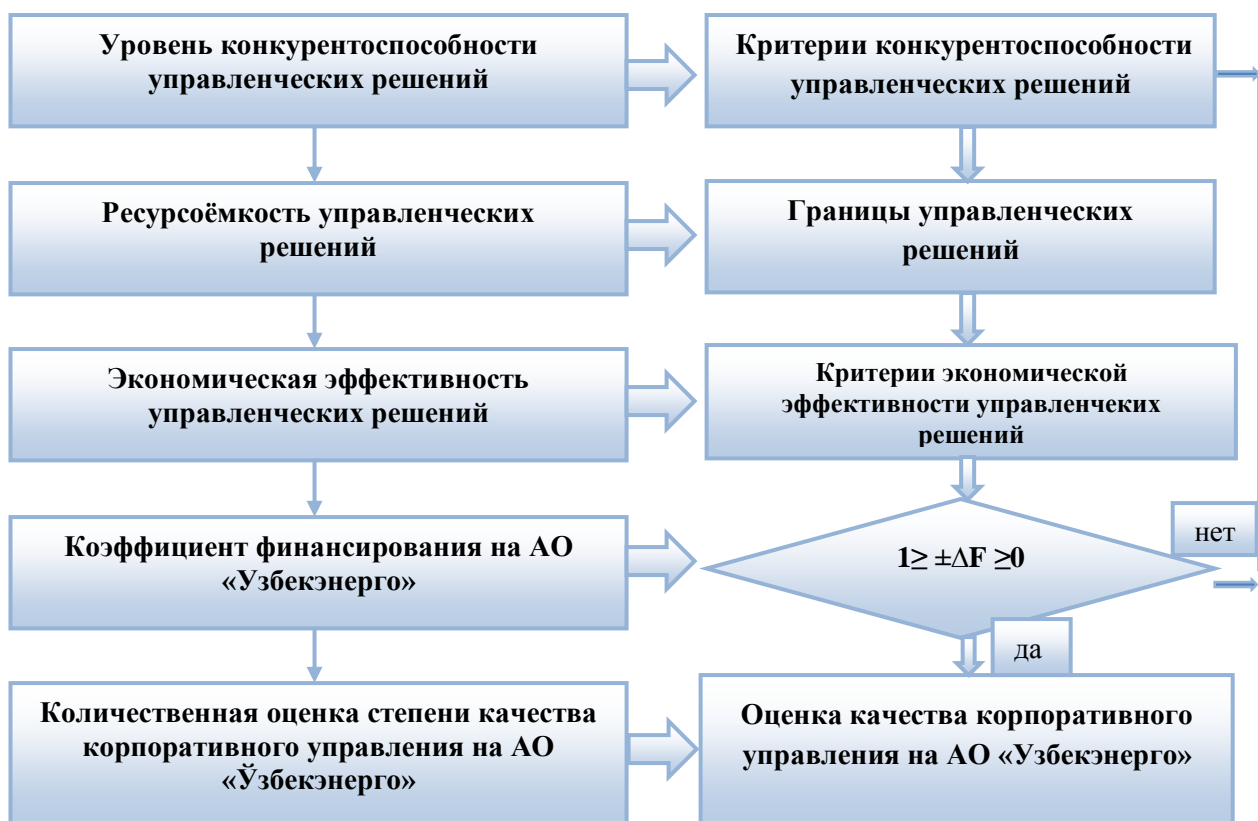 Уровень конкурентоспособности
управленческих решений
Критерии конкурентоспособности
управленческих решений
Ресурсоёмкость управленческих
решений
Границы управленческих
решений
Экономическая эффективность
управленческих решений
Критерии экономической
эффективности управленчеких
решений
Коэффициент финансирования на АО
«Узбекэнерго»
1≥ ±ΔF ≥0
нет
да
Количественная оценка степени качества
корпоративного управления на АО
«Ўзбекэнерго»
Оценка качества корпоративного
управления на АО «Узбекэнерго»